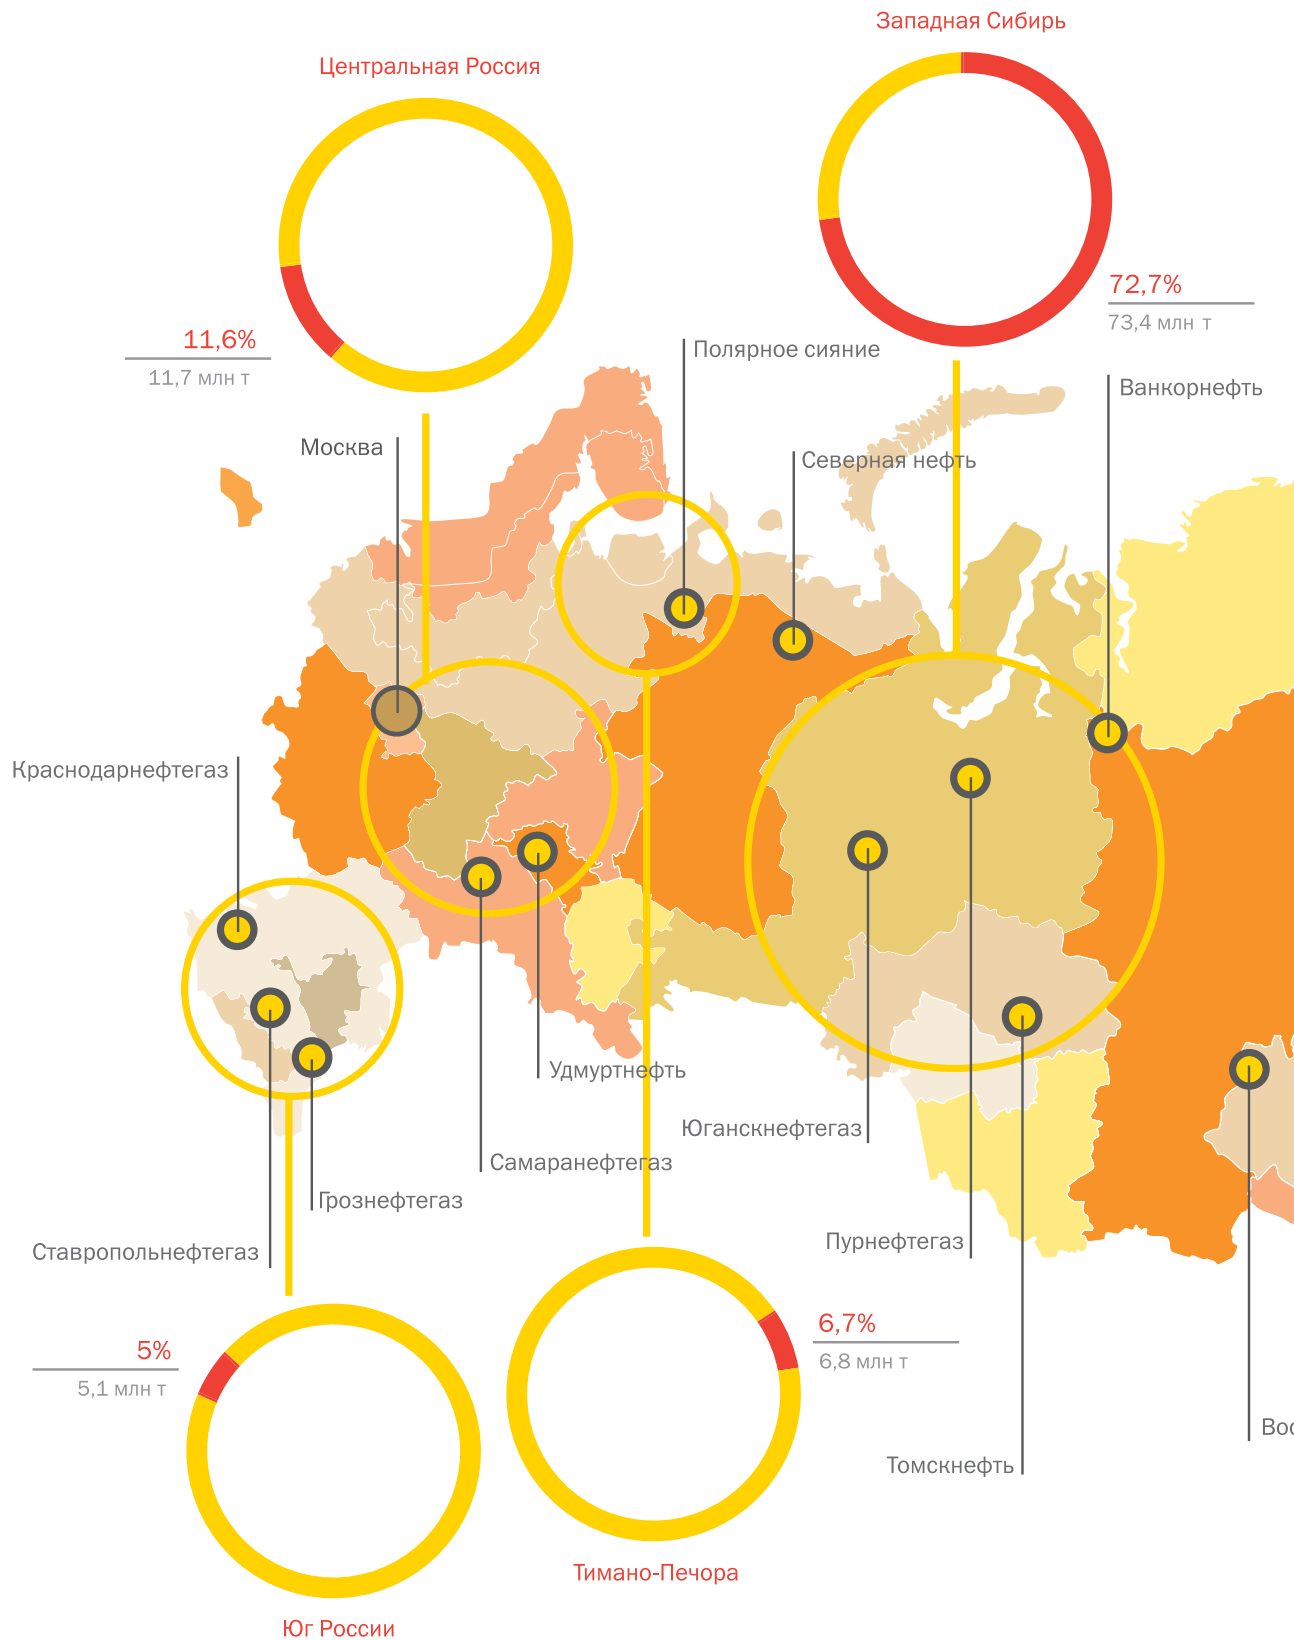 Западная Сибирь
Центральная Россия
72,7%
73,4 млн т
11,6%
11,7 млн т
Полярное сияние
Ванкорнефть
Москва
Северная нефть
Краснодарнефтегаз
Удмуртнефть
Юганскнефтегаз
Самаранефтегаз
Грознефтегаз
Ставропольнефтегаз
Пурнефтегаз
6,7%
6,8 млн т
5%
5,1 млн т
Вос
Томскнефть
Тимано-Печора
Юг России